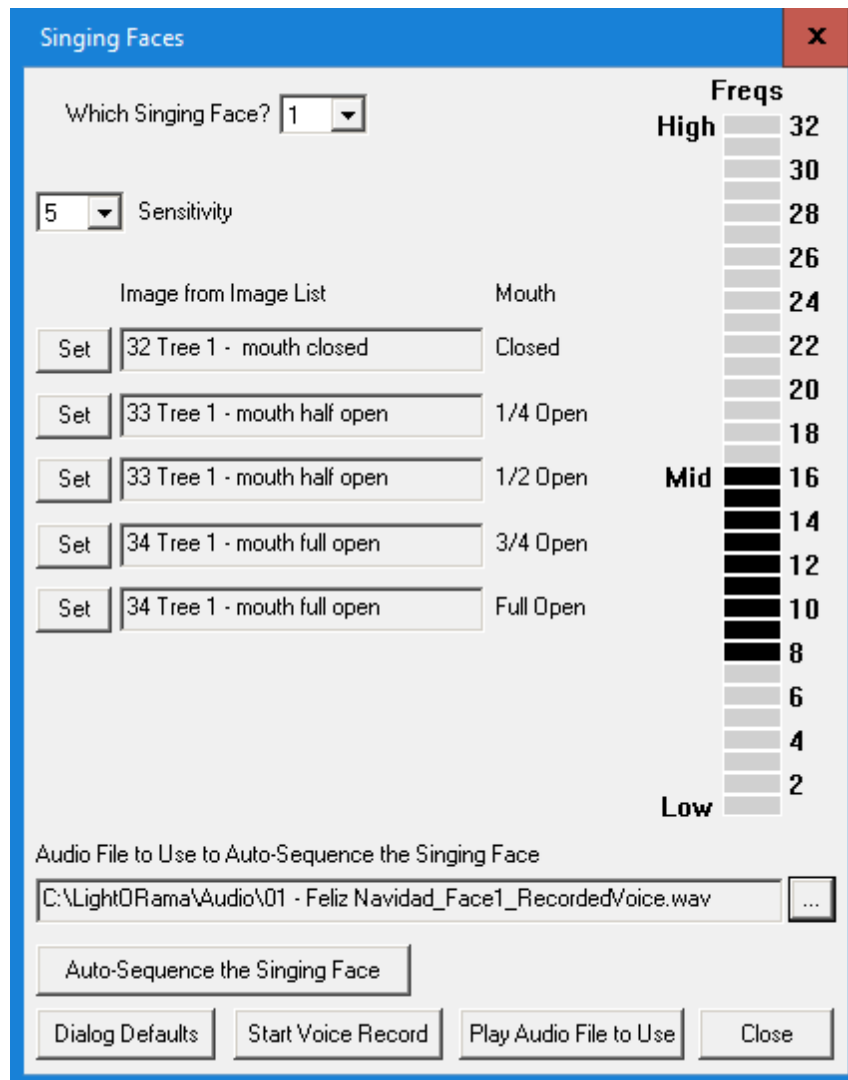 Singing Faces x
Freqs
Which Singing Face? 1
High 32
30
5 Sensitivity 28
26
Image from Image List Mouth 24
Set 32 Tree 1 -  mouth closed Closed 22
20
Set 33 Tree 1 - mouth half open 1/4 Open
18
Set 33 Tree 1 - mouth half open 1/2 Open Mid 16
14
Set 34 Tree 1 - mouth full open 3/4 Open
12
Set 34 Tree 1 - mouth full open Full Open 10
8
6
4
2
Low
Audio File to Use to Auto-Sequence the Singing Face
C:\LightORama\Audio\01 - Feliz Navidad_Face1_RecordedVoice.wav ...
Auto-Sequence the Singing Face
Dialog Defaults Start Voice Record Play Audio File to Use Close